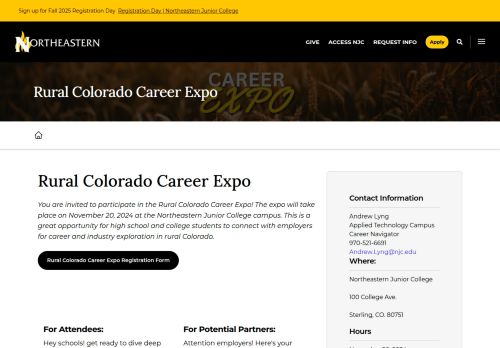 Sign up for Fall 2025 Registration Day Registration Day | Northeastern Junior College
NORTHEASTERN
GIVE
ACCESS NJC
REQUEST INFO
Apply
CAREER
EXPO
Rural Colorado Career Expo
Rural Colorado Career Expo
You are invited to participate in the Rural Colorado Career Expo! The expo will take
place on November 20, 2024 at the Northeastern Junior College campus. This is a
great opportunity for high school and college students to connect with employers
for career and industry exploration in rural Colorado.
Rural Colorado Career Expo Registration Form
For Attendees:
Hey schools! get ready to dive deep
For Potential Partners:
Attention employers! Here's your
Contact Information
Andrew Lyng
Applied Technology Campus
Career Navigator
970-521-6691
Andrew.Lyng@njc.edu
Where:
Northeastern Junior College
100 College Ave.
Sterling, CO. 80751
Hours